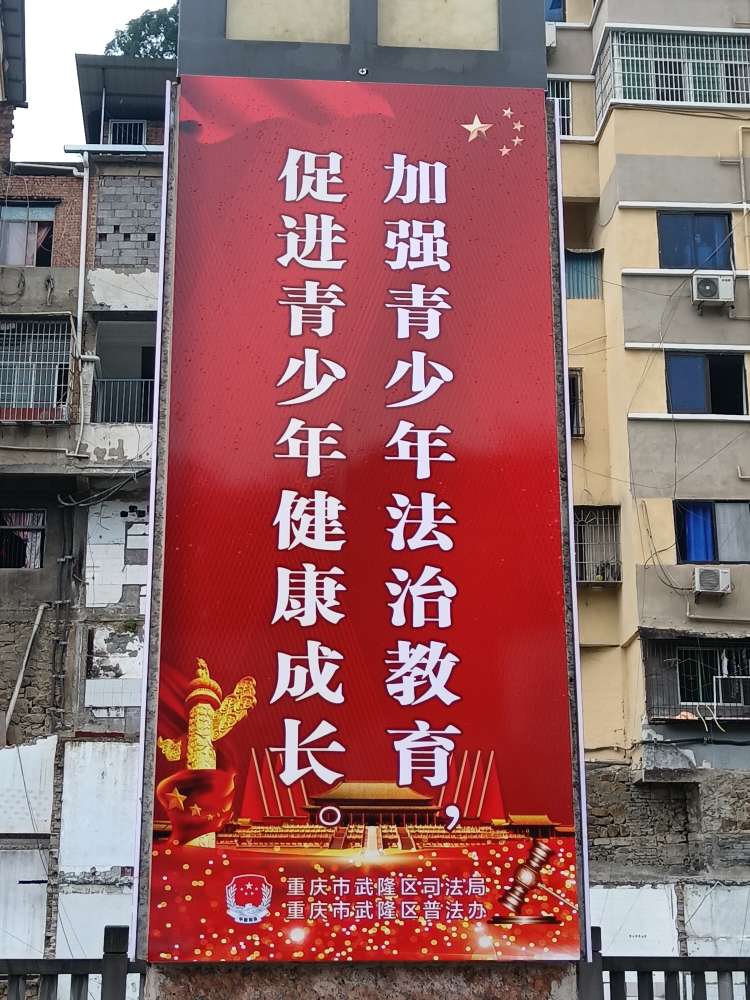 加强青少年法治教育,
促进青少年健康成长。
重庆市武隆区司法局
重庆市武隆区普法办